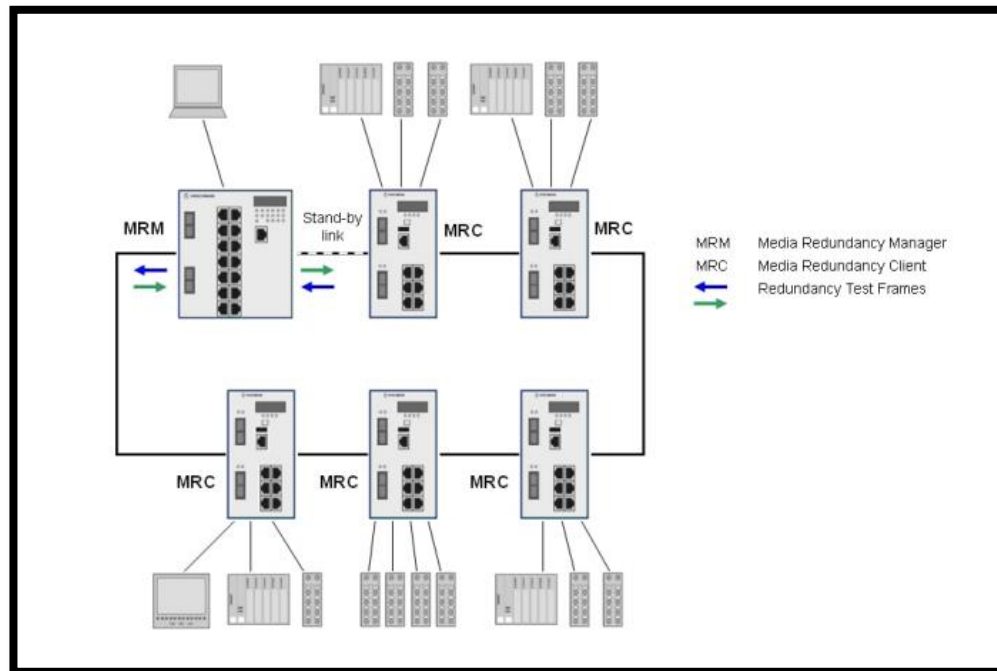 MRM
Stand-by
link
MRC
MRC
MRM Media Redundancy Manager
MRC Media Redundancy Client
Redundancy Test Frames
MRC
MRC
MRC